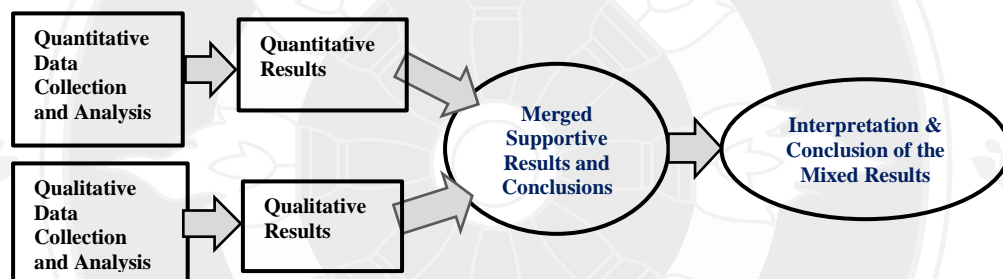 Quantitative
Data
Collection
and Analysis
Quantitative
Results
Qualitative
Data
Collection
and Analysis
Qualitative
Results
Merged
Supportive
Results and
Conclusions
Interpretation &
Conclusion of the
Mixed Results